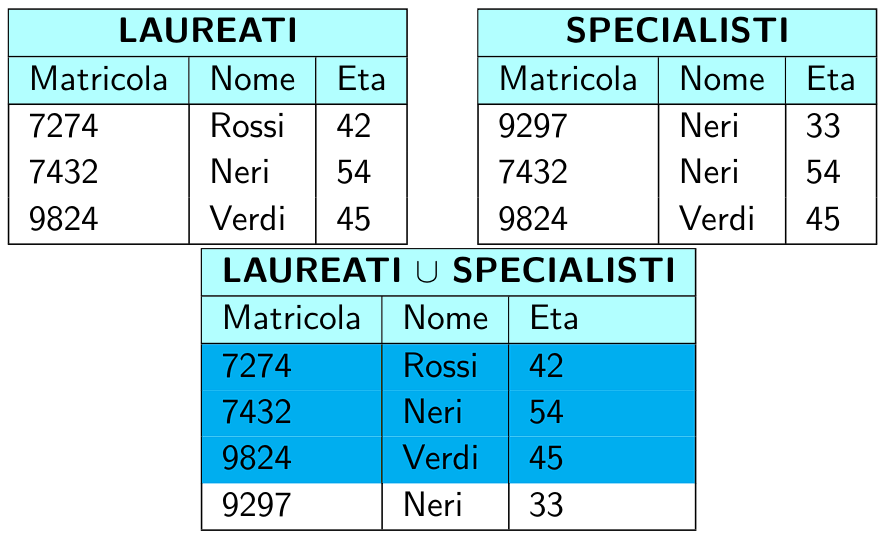 LAUREATI
Matricola Nome Eta
7274 Rossi 42
7432 Neri 54
9824 Verdi 45
SPECIALISTI
Matricola Nome Eta
9297 Neri 33
7432 Neri 54
9824 Verdi 45
LAUREATI ∪ SPECIALISTI
Matricola Nome Eta
7274 Rossi 42
7432 Neri 54
9824 Verdi 45
9297 Neri 33